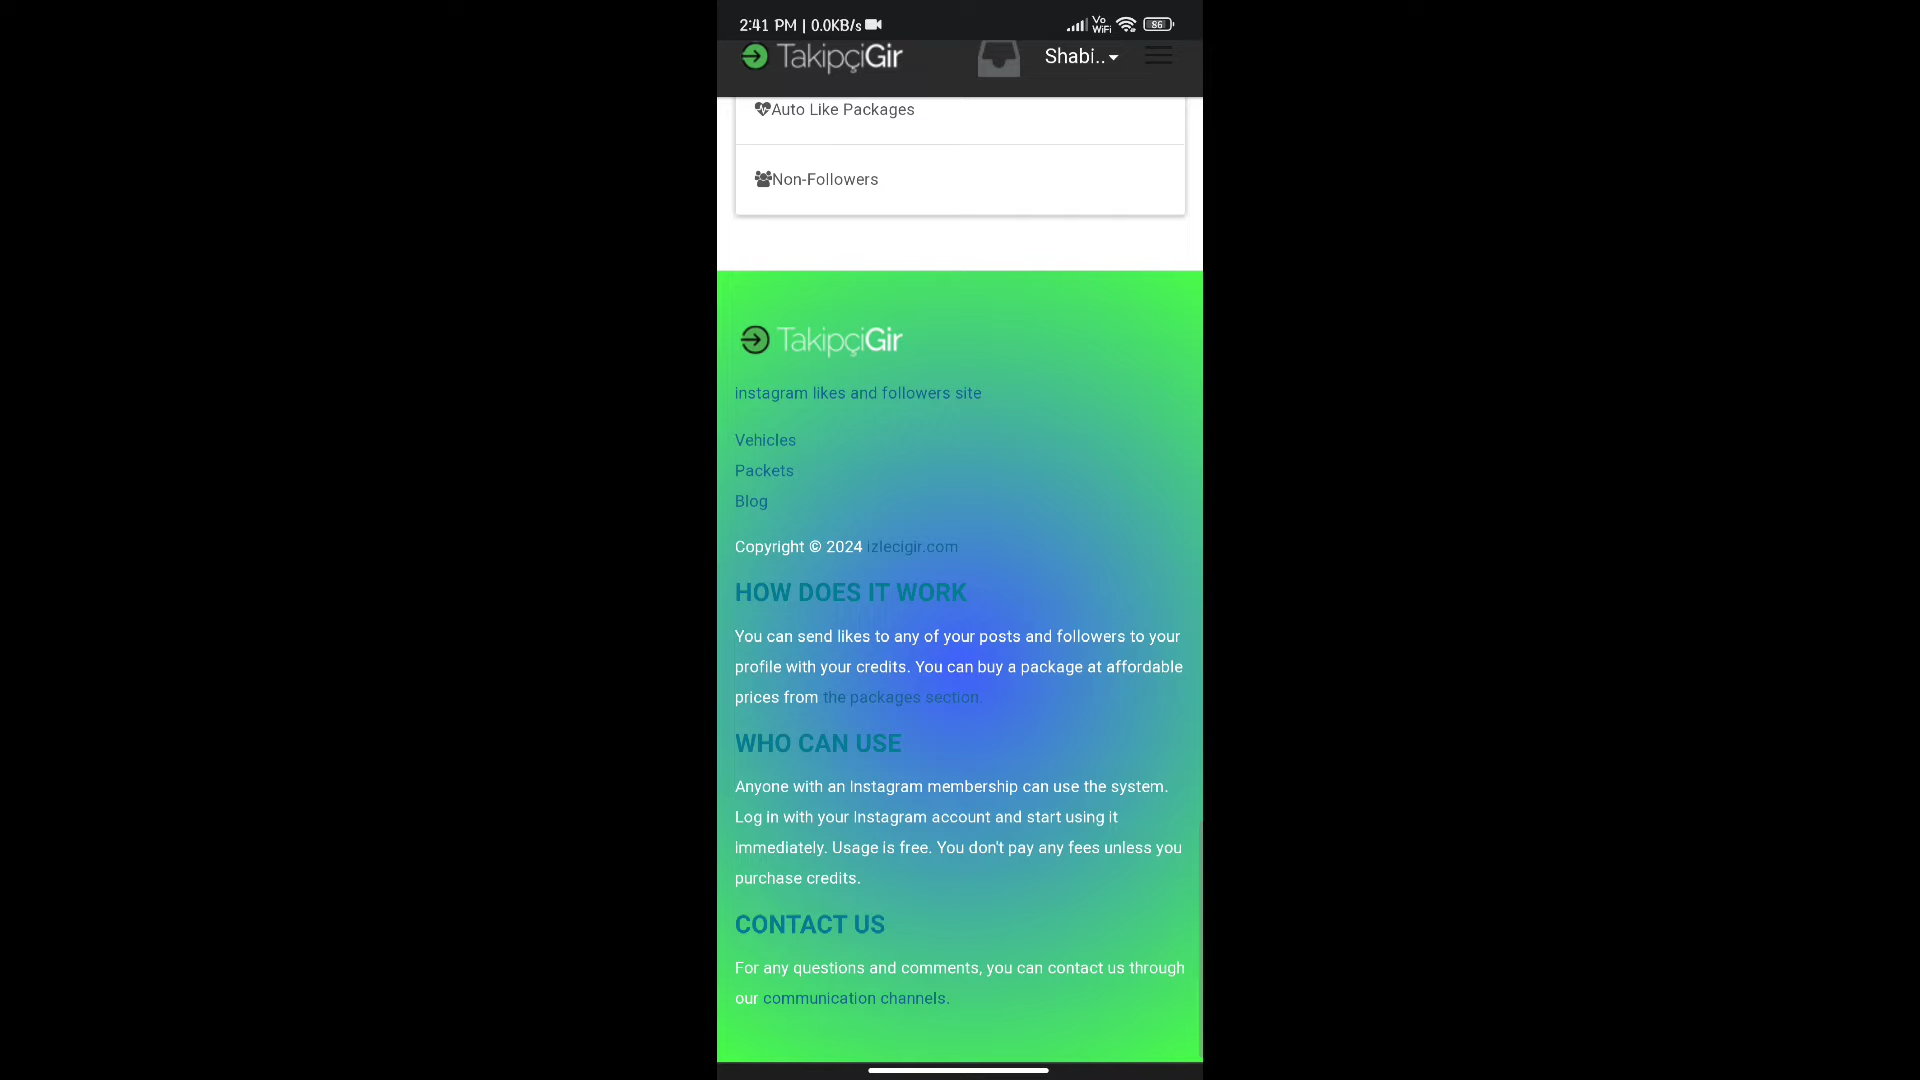 2:41 PM | 0.0KB/s
Vo
WiFi
86
TakipçiGir
Shabi..
Auto Like Packages
Non-Followers
TakipçiGir
instagram likes and followers site
Vehicles
Packets
Blog
Copyright © 2024 izlecigir.com
HOW DOES IT WORK
You can send likes to any of your posts and followers to your
profile with your credits. You can buy a package at affordable
prices from the packages section.
WHO CAN USE
Anyone with an Instagram membership can use the system.
Log in with your Instagram account and start using it
immediately. Usage is free. You don't pay any fees unless you
purchase credits.
CONTACT US
For any questions and comments, you can contact us through
our communication channels.